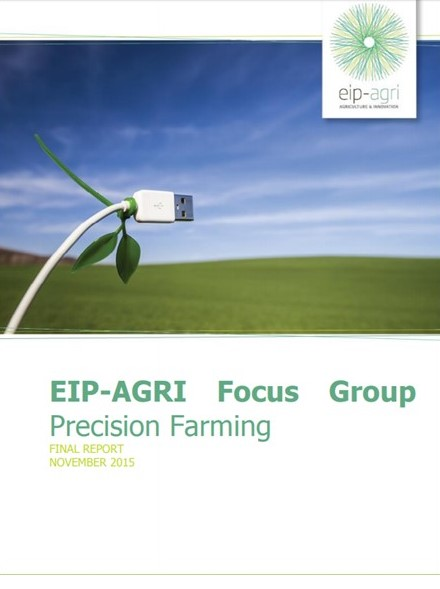 eip-agri
AGRICULTURE & INNOVATION
EIP-AGRI Focus Group
Precision Farming
FINAL REPORT
NOVEMBER 2015